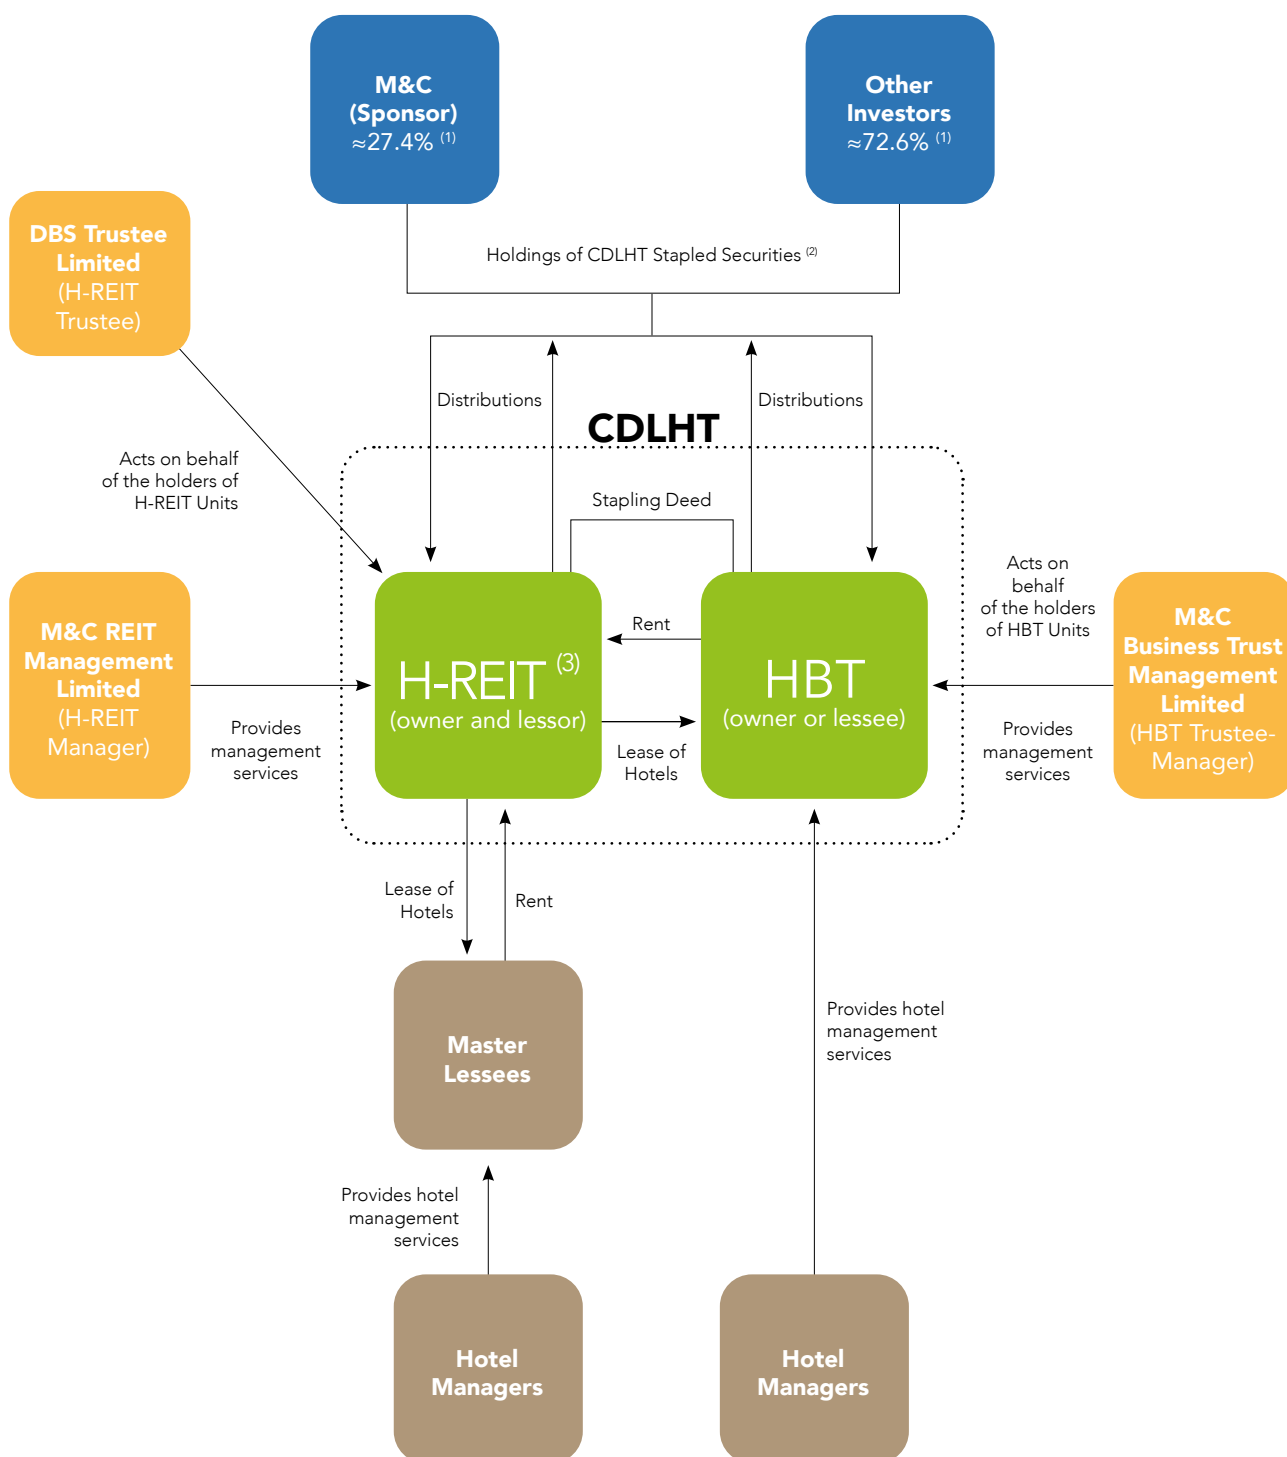 M&C
(Sponsor)
≈27.4% (1)
Other
Investors
≈72.6% (1)
DBS Trustee
Limited
(H-REIT
Trustee)
Holdings of CDLHT Stapled Securities (2)
Distributions
Distributions
CDLHT
Acts on behalf
of the holders of
H-REIT Units
Stapling Deed
Acts on
behalf
of the holders
of HBT Units
M&C REIT
Management
Limited
(H-REIT
Manager)
Provides
management
services
H-REIT (3)
(owner and lessor)
Rent
Lease of
Hotels
HBT
(owner or lessee)
Provides
management
services
M&C
Business Trust
Management
Limited
(HBT Trustee-
Manager)
Lease of
Hotels
Rent
Master
Lessees
Provides hotel
management
services
Provides hotel
management
services
Hotel
Managers
Hotel
Managers